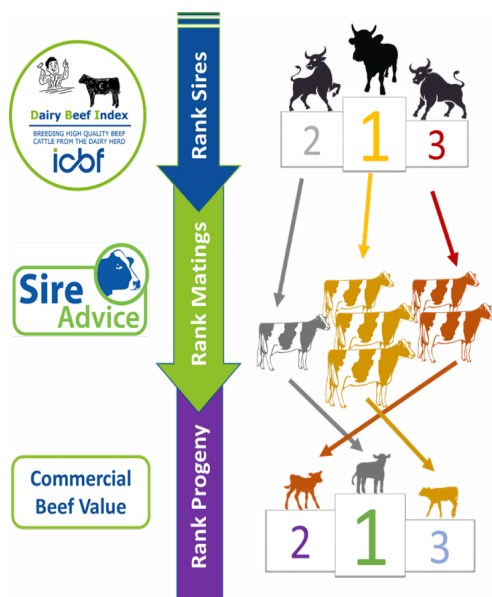 Rank Sires
Dairy Beef Index
BREEDING HIGH QUALITY BEEF
CATTLE FROM THE DAIRY HERD
icbf
2
1
3
Rank Matings
Sire
Advice
Rank Progeny
Commercial
Beef Value
2
1
3